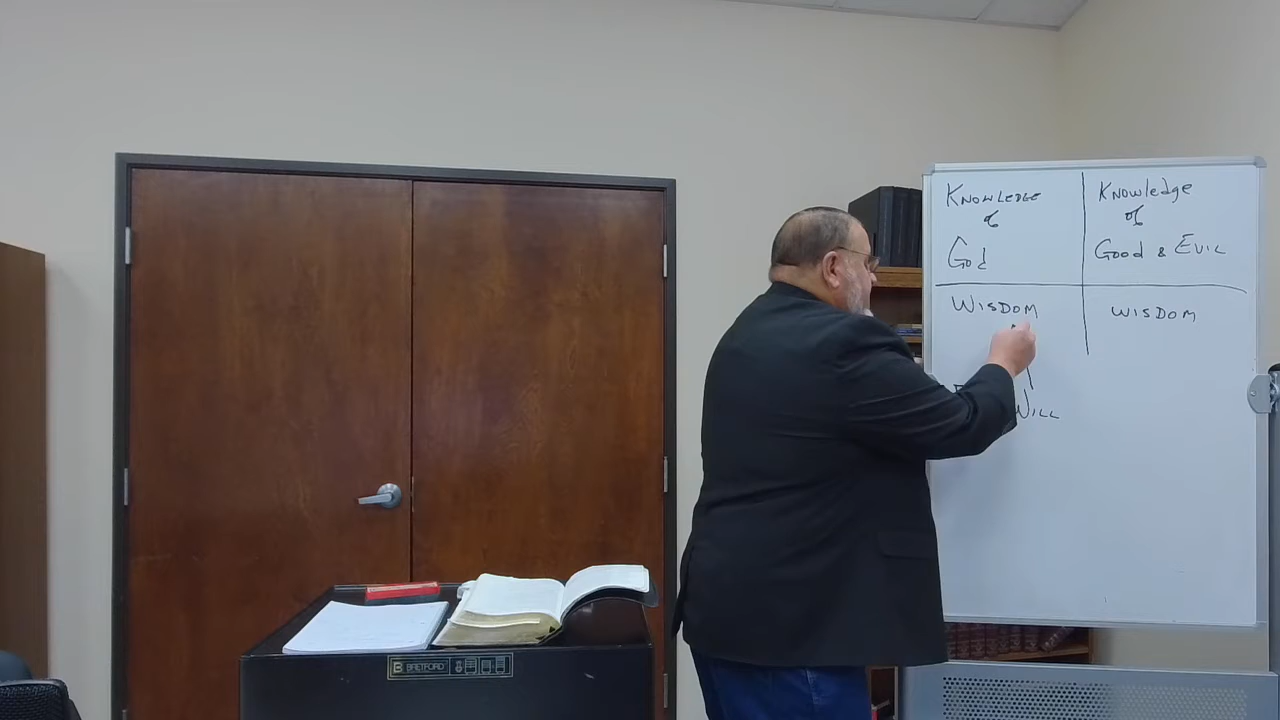 Knowledge
of
God
Knowledge
of
Good & Evil
Wisdom
Wisdom
Will
BRETFORD